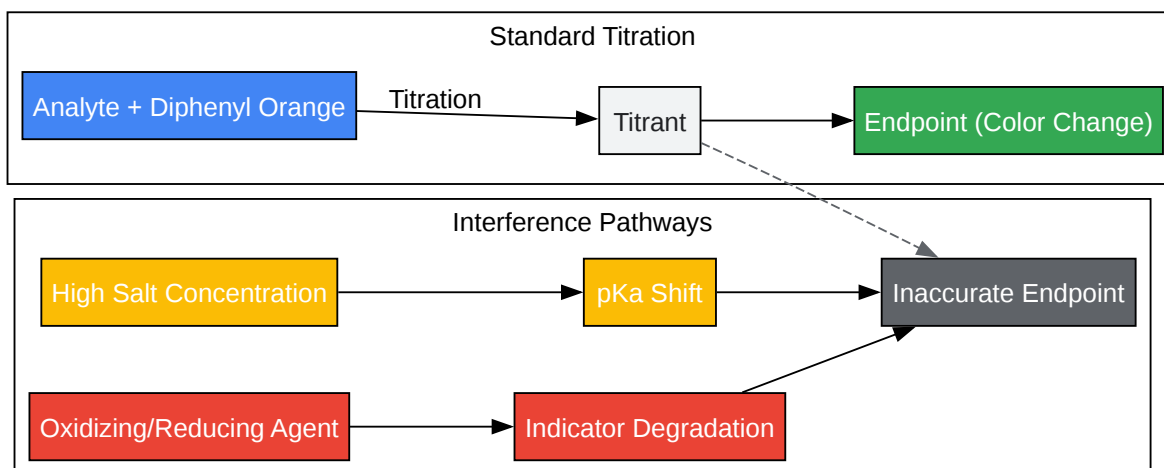 Standard Titration
Analyte + Diphenyl Orange
Titration
Titrant
Endpoint (Color Change)
Interference Pathways
High Salt Concentration
pKa Shift
Inaccurate Endpoint
Oxidizing/Reducing Agent
Indicator Degradation